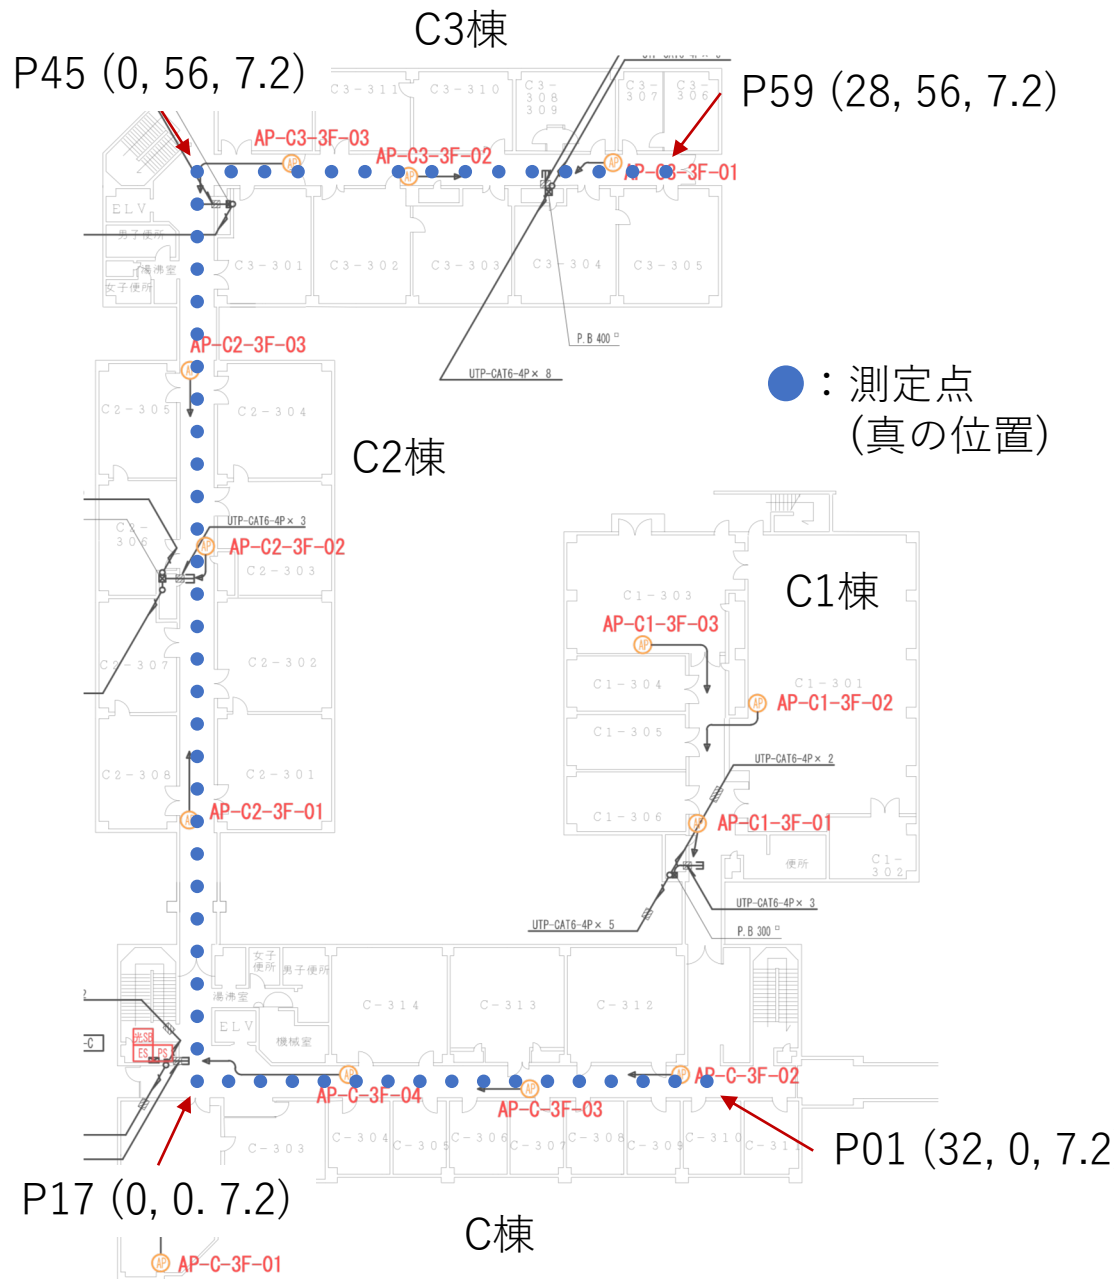 C3棟
P45 (0, 56, 7.2)
P59 (28, 56, 7.2)
C3-311
C3-310
C3-
308
309
C3-
307
C3-
306
AP-C3-3F-03
AP-C3-3F-02
AP-C3-3F-01
ELV
男子便所
湯沸室
女子便所
C3-301
C3-302
C3-303
C3-304
C3-305
P.B 400 □
UTP-CAT6-4P× 8
AP-C2-3F-03
C2-305
C2-304
C2棟
:測定点
(真の位置)
C2-
306
UTP-CAT6-4P× 3
AP-C2-3F-02
C2-303
C2-307
C2-302
C2-308
C2-301
AP-C2-3F-01
C1棟
C1-303
AP-C1-3F-03
C1-304
C1-301
AP-C1-3F-02
C1-305
UTP-CAT6-4P× 2
C1-306
AP-C1-3F-01
便所
C1-
302
UTP-CAT6-4P× 3
UTP-CAT6-4P× 5
P.B 300 □
女子
便所
男子便所
湯沸室
ELV
機械室
C-314
C-313
C-312
-C
光SB
ES
PS
AP-C-3F-04
AP-C-3F-03
AP-C-3F-02
C-303
C-304
C-305
C-306
C-307
C-308
C-309
C-310
C-311
P01 (32, 0, 7.2
P17 (0, 0. 7.2)
C棟
AP-C-3F-01